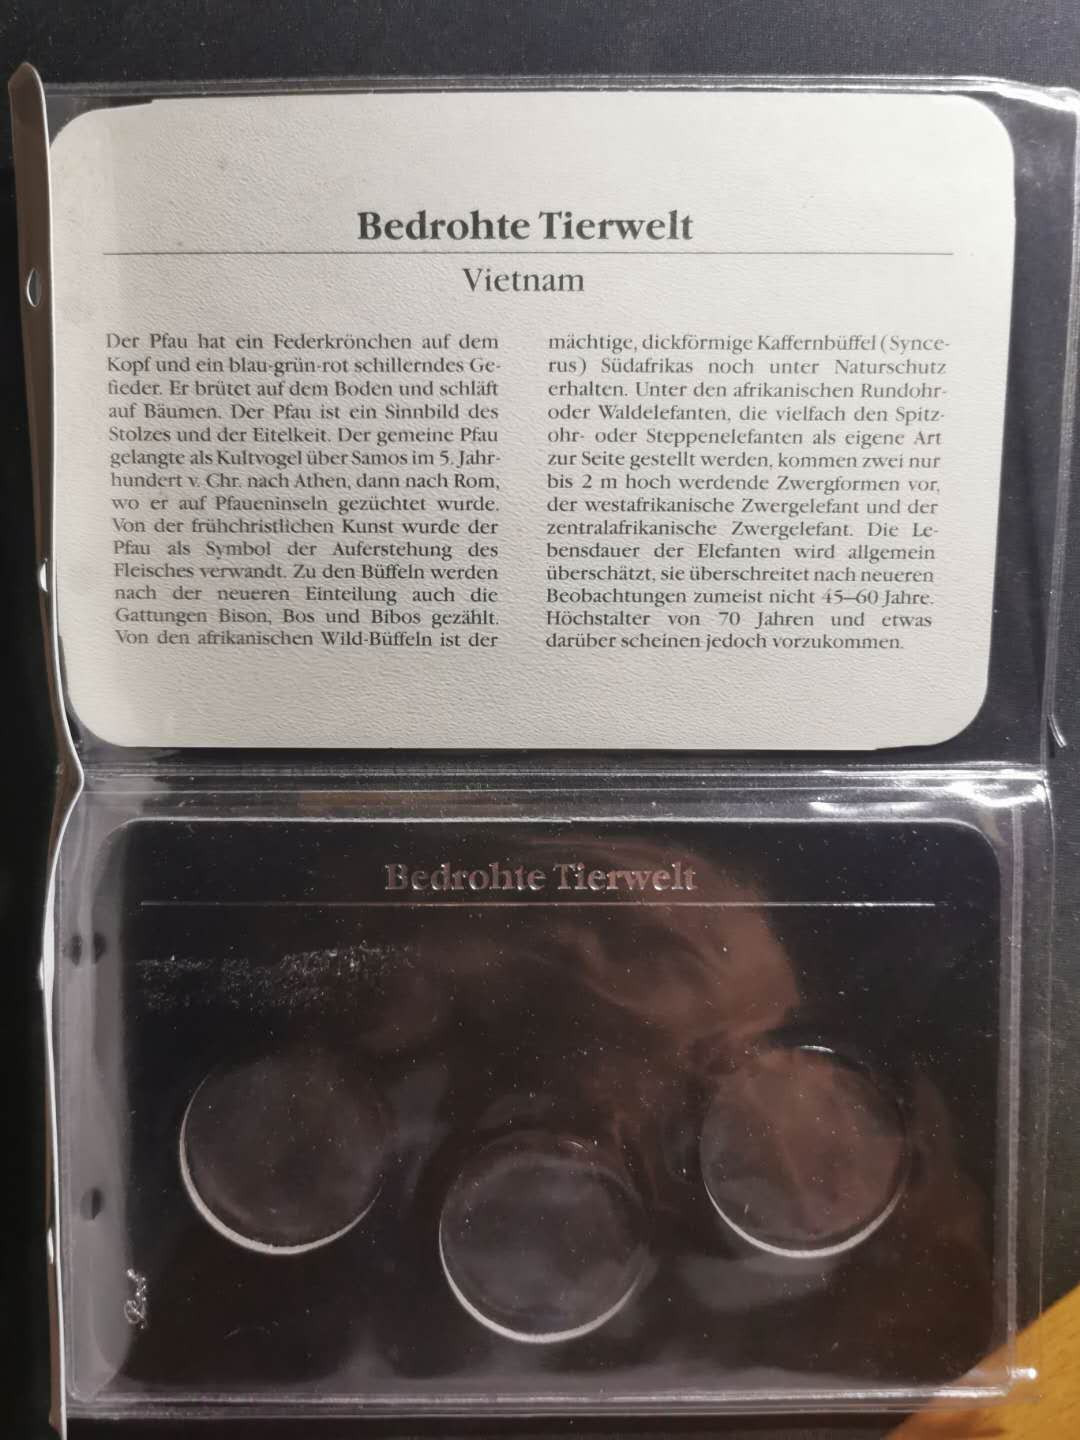 Bedrohte Tierwelt
Vietnam
Der Pfau hat ein Federkrönchen auf dem
Kopf und ein blau-grün-rot schillerndes Ge-
fieder. Er brütet auf dem Boden und schläft
auf Bäumen. Der Pfau ist ein Sinnbild des
Stolzes und der Eitelkeit. Der gemeine Pfau
gelangte als Kultvogel über Samos im 5. Jahr-
hundert v. Chr. nach Athen, dann nach Rom,
wo er auf Pfaueninseln gezüchtet wurde.
Von der frühchristlichen Kunst wurde der
Pfau als Symbol der Auferstehung des
Fleisches verwandt. Zu den Büffeln werden
nach der neueren Einteilung auch die
Gattungen Bison, Bos und Bibos gezählt.
Von den afrikanischen Wild-Büffeln ist der
mächtige, dickförmige Kaffernbüffel (Synce-
rus) Südafrikas noch unter Naturschutz
erhalten. Unter den afrikanischen Rundohr-
oder Waldelefanten, die vielfach den Spitz-
ohr- oder Steppenelefanten als eigene Art
zur Seite gestellt werden, kommen zwei nur
bis 2 m hoch werdende Zwergformen vor,
der westafrikanische Zwergelefant und der
zentralafrikanische Zwergelefant. Die Le-
bensdauer der Elefanten wird allgemein
überschätzt, sie überschreitet nach neueren
Beobachtungen zumeist nicht 45–60 Jahre.
Höchstalter von 70 Jahren und etwas
darüber scheinen jedoch vorzukommen.
Bedrohte Tierwelt